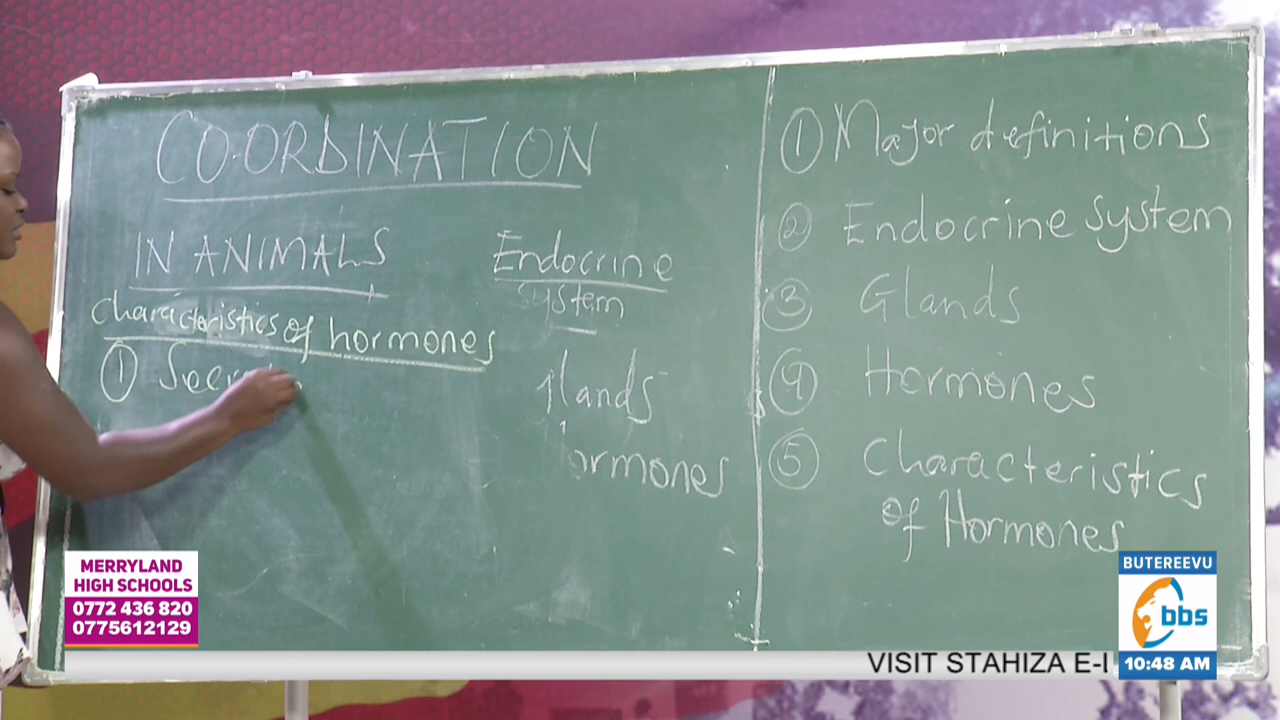 CO-ORDINATION
IN ANIMALS
characteristics of hormones
①
Endocrine
system
glands
hormones
① Major definitions
② Endocrine system
③ Glands
④ Hormones
⑤ Characteristics
of Hormones
MERRYLAND
HIGH SCHOOLS
0772 436 820
0775612129
BUTEREEVU
bbs
10:48 AM
VISIT STAHIZA E-